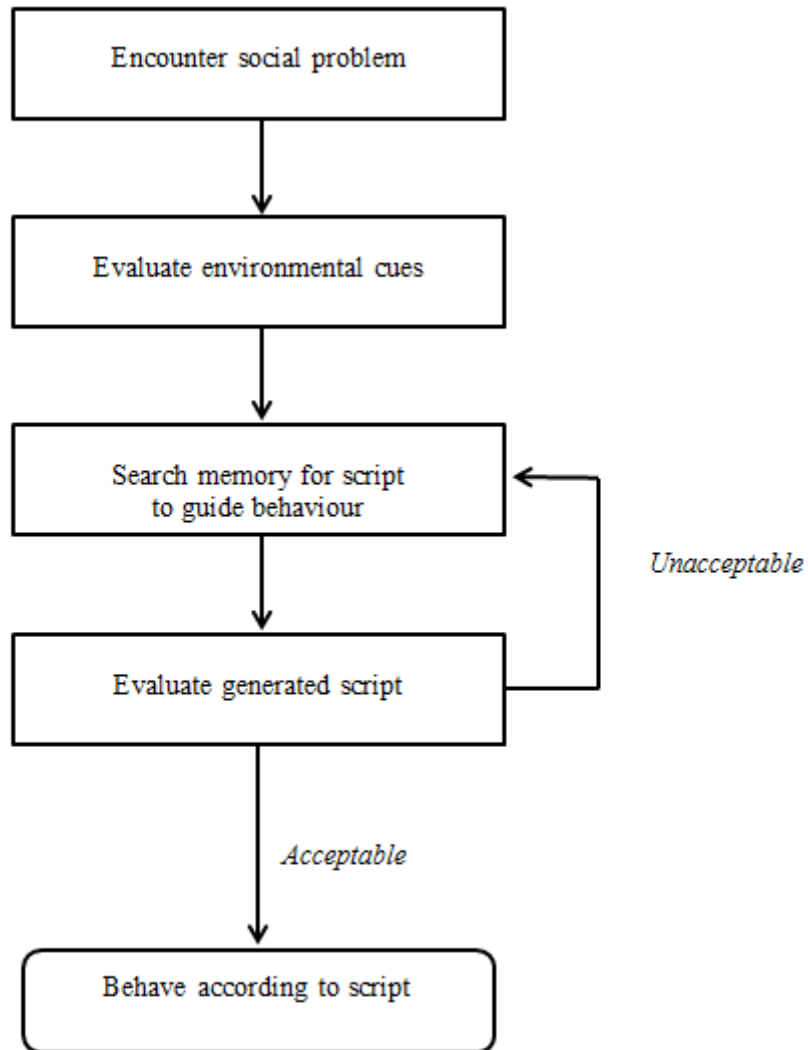 Encounter social problem
Evaluate environmental cues
Search memory for script
to guide behaviour
Unacceptable
Evaluate generated script
Acceptable
Behave according to script